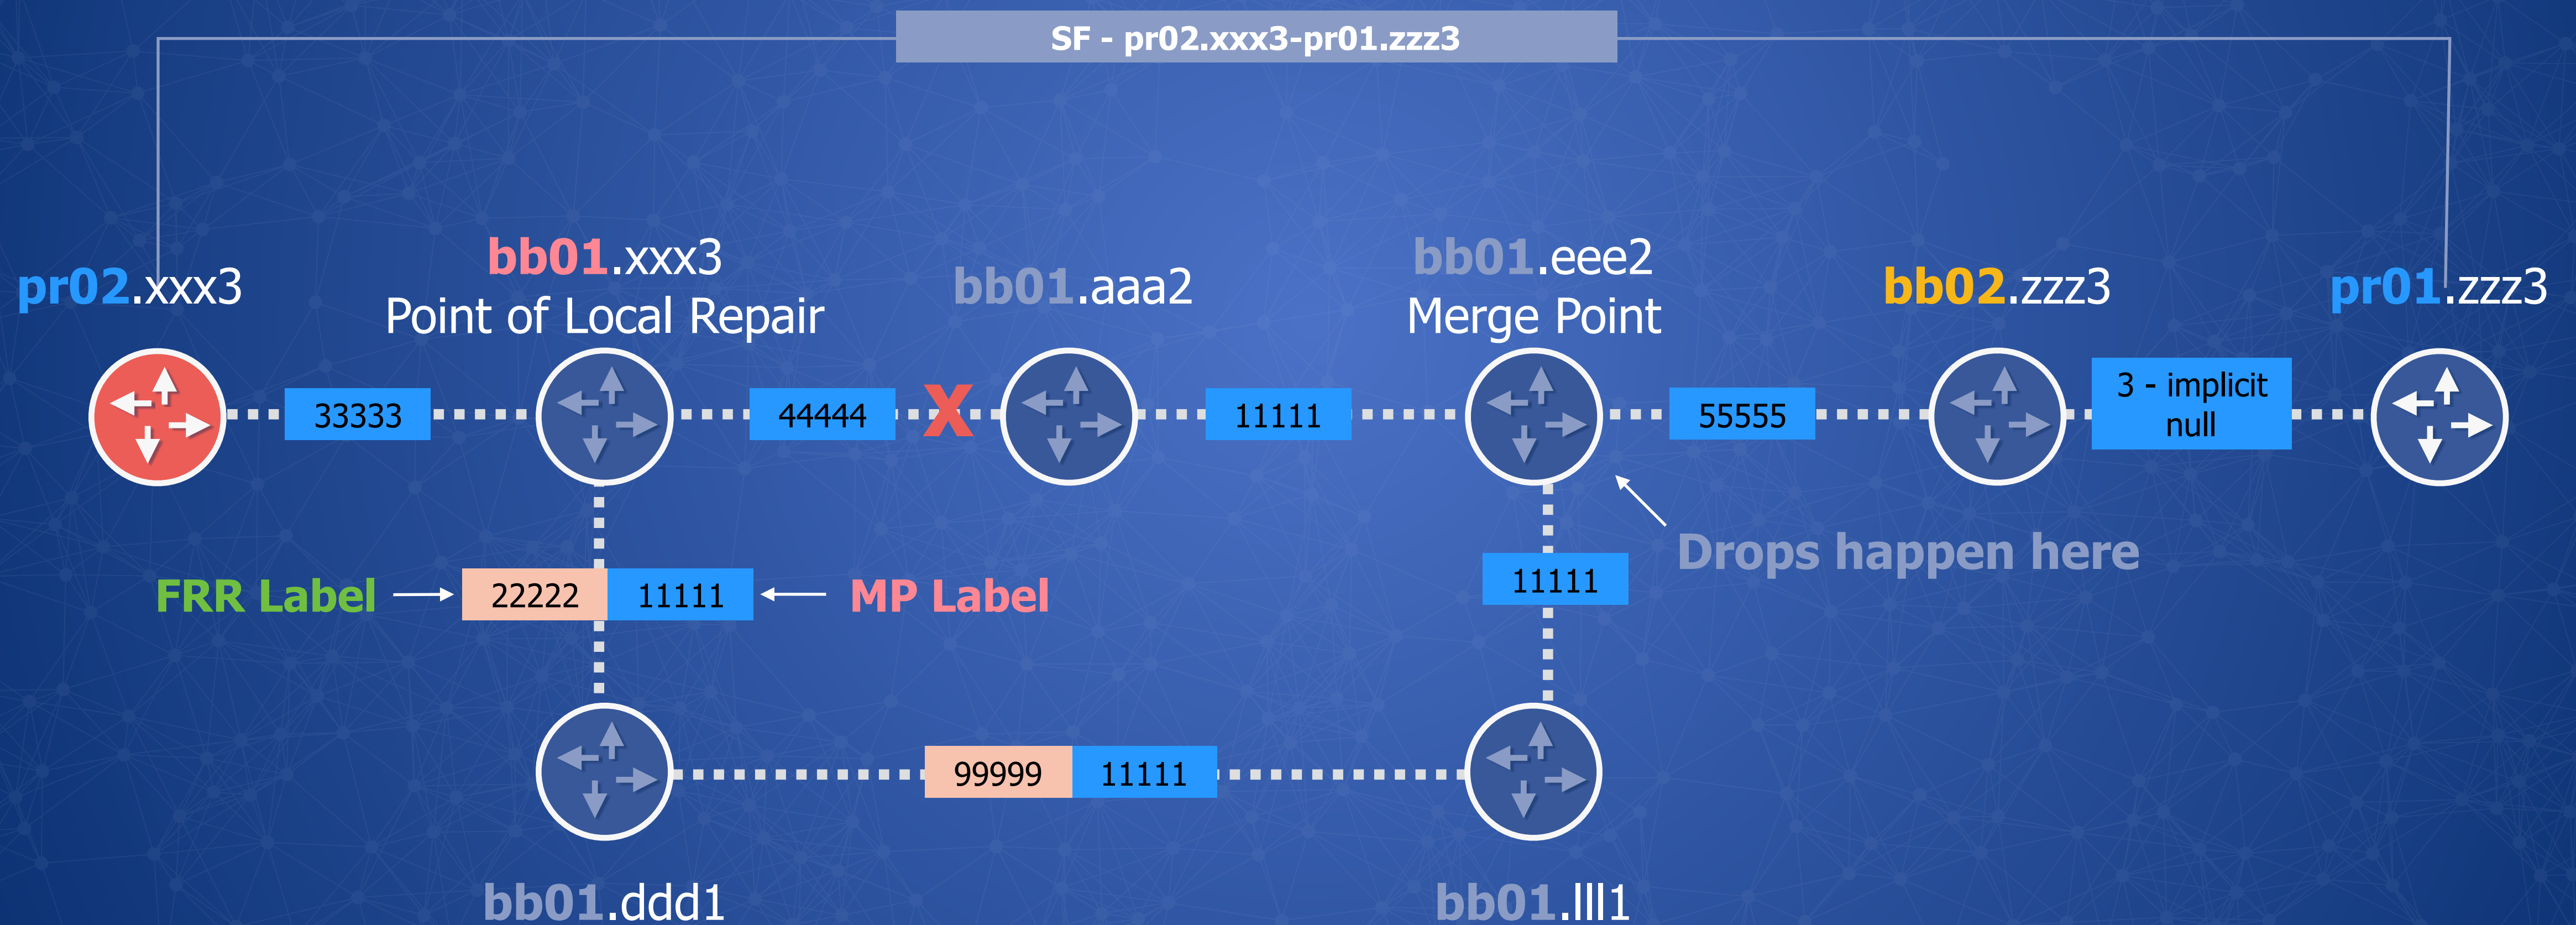 SF - pr02.xxx3-pr01.zzz3
pr02.xxx3
bb01.xxx3
Point of Local Repair
bb01.aaa2
bb01.eee2
Merge Point
bb02.zzz3
pr01.zzz3
33333
44444
X
11111
55555
3 - implicit
null
Drops happen here
FRR Label
22222
11111
MP Label
11111
99999
11111
bb01.ddd1
bb01.lll1